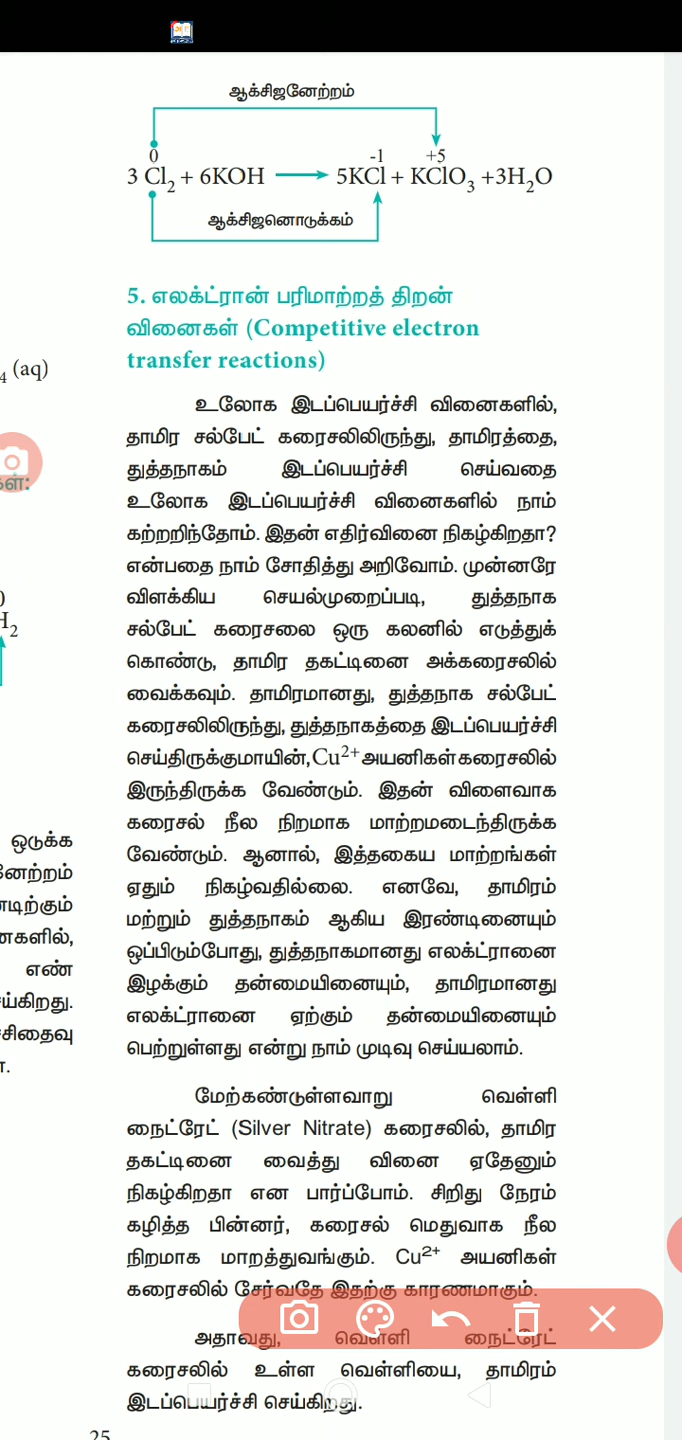 ஆக்சிஜனேற்றம்
0 -1 +5
3 Cl₂ + 6KOH ⟶ 5KCl + KClO₃ +3H₂O
ஆக்சிஜனொடுக்கம்
5. எலக்ட்ரான் பரிமாற்றத் திறன்
வினைகள் (Competitive electron
transfer reactions)
உலோக இடப்பெயர்ச்சி வினைகளில்,
தாமிர சல்பேட் கரைசலிலிருந்து, தாமிரத்தை,
துத்தநாகம் இடப்பெயர்ச்சி செய்வதை
உலோக இடப்பெயர்ச்சி வினைகளில் நாம்
கற்றறிந்தோம். இதன் எதிர்வினை நிகழ்கிறதா?
என்பதை நாம் சோதித்து அறிவோம். முன்னரே
விளக்கிய செயல்முறைப்படி, துத்தநாக
சல்பேட் கரைசலை ஒரு கலனில் எடுத்துக்
கொண்டு, தாமிர தகட்டினை அக்கரைசலில்
வைக்கவும். தாமிரமானது, துத்தநாக சல்பேட்
கரைசலிலிருந்து, துத்தநாகத்தை இடப்பெயர்ச்சி
செய்திருக்குமாயின், Cu²⁺ அயனிகள் கரைசலில்
இருந்திருக்க வேண்டும். இதன் விளைவாக
கரைசல் நீல நிறமாக மாற்றமடைந்திருக்க
வேண்டும். ஆனால், இத்தகைய மாற்றங்கள்
ஏதும் நிகழ்வதில்லை. எனவே, தாமிரம்
மற்றும் துத்தநாகம் ஆகிய இரண்டினையும்
ஒப்பிடும்போது, துத்தநாகமானது எலக்ட்ரானை
இழக்கும் தன்மையினையும், தாமிரமானது
எலக்ட்ரானை ஏற்கும் தன்மையினையும்
பெற்றுள்ளது என்று நாம் முடிவு செய்யலாம்.
மேற்கண்டுள்ளவாறு வெள்ளி
நைட்ரேட் (Silver Nitrate) கரைசலில், தாமிர
தகட்டினை வைத்து வினை ஏதேனும்
நிகழ்கிறதா என பார்ப்போம். சிறிது நேரம்
கழித்த பின்னர், கரைசல் மெதுவாக நீல
நிறமாக மாறத்துவங்கும். Cu²⁺ அயனிகள்
கரைசலில் சேர்வதே இதற்கு காரணமாகும்.
அதாவது, வெள்ளி நைட்ரேட்
கரைசலில் உள்ள வெள்ளியை, தாமிரம்
இடப்பெயர்ச்சி செய்கிறது.
₄ (aq)
H₂
ஒடுக்க
எண்
25